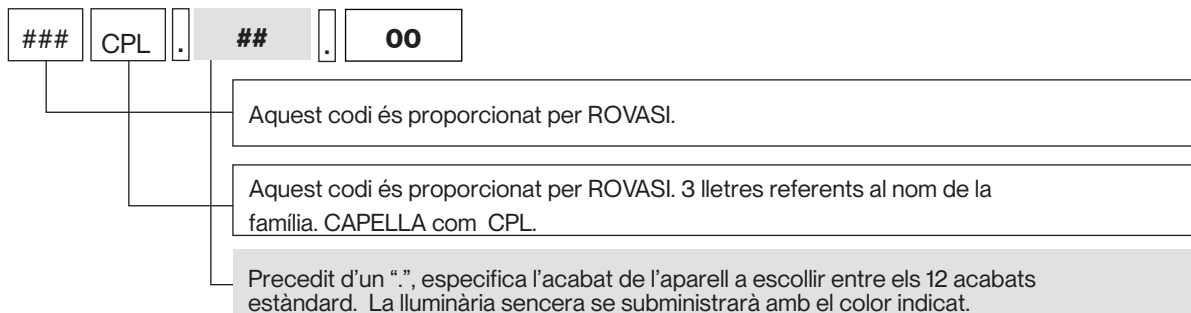 ### CPL . ## . 00
Aquest codi és proporcionat per ROVASI.
Aquest codi és proporcionat per ROVASI. 3 lletres referents al nom de la
família. CAPELLA com CPL.
Precedit d’un “.”, especifica l’acabat de l’aparell a escollir entre els 12 acabats
estàndard. La lluminària sencera se subministrarà amb el color indicat.